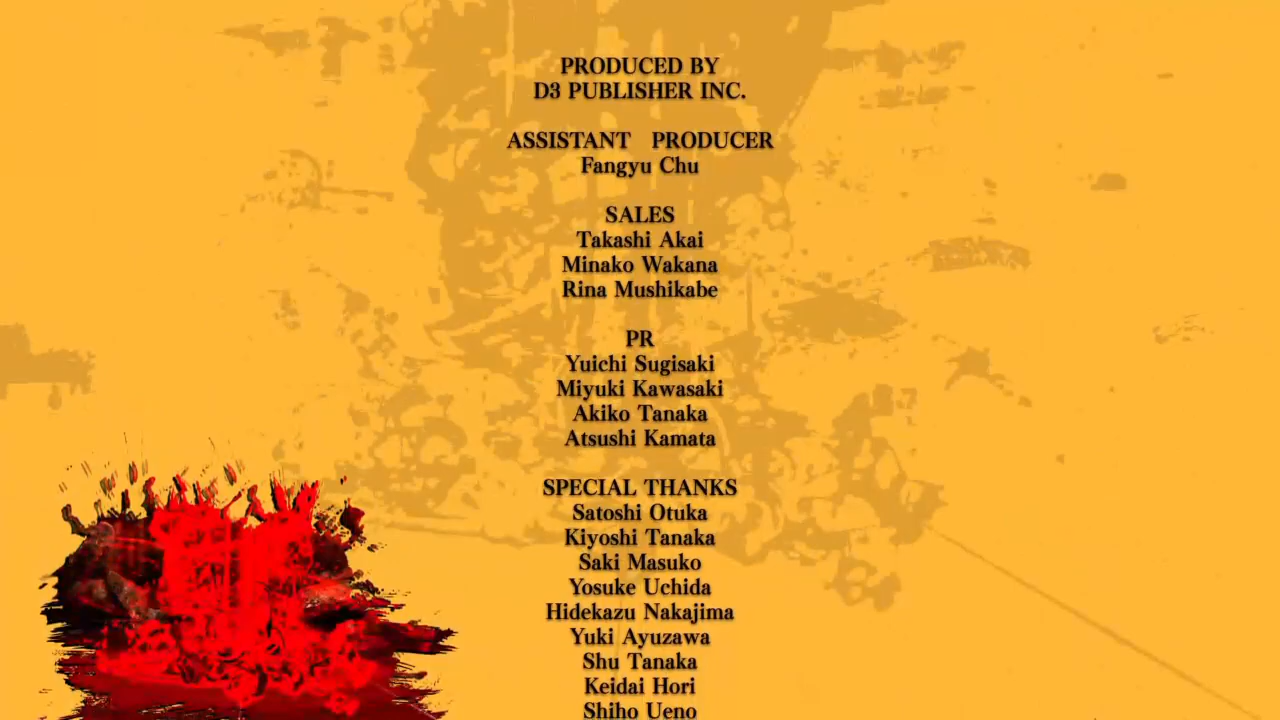 PRODUCED BY
D3 PUBLISHER INC.
ASSISTANT PRODUCER
Fangyu Chu
SALES
Takashi Akai
Minako Wakana
Rina Mushikabe
PR
Yuichi Sugisaki
Miyuki Kawasaki
Akiko Tanaka
Atsushi Kamata
SPECIAL THANKS
Satoshi Otuka
Kiyoshi Tanaka
Saki Masuko
Yosuke Uchida
Hidekazu Nakajima
Yuki Ayuzawa
Shu Tanaka
Keidai Hori
Shiho Ueno